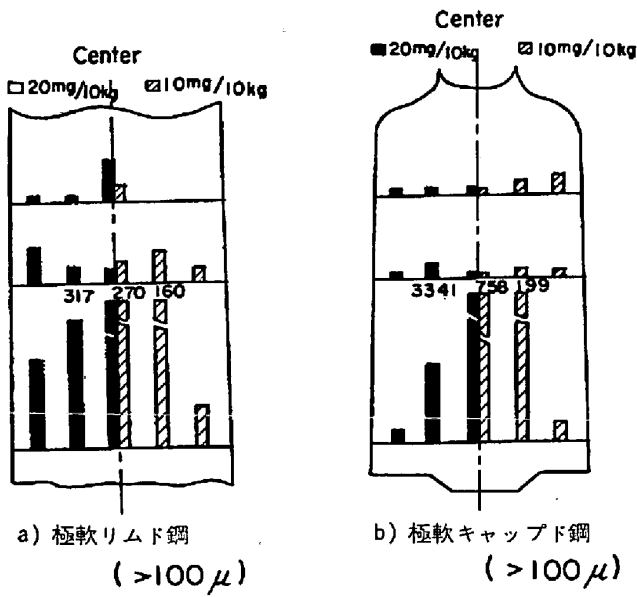 Center
20mg/10kg 10mg/10kg
317 270 160
a) 極軟リムド鋼
(>100μ)
Center
20mg/10kg 10mg/10kg
3341 758 199
b) 極軟キャップド鋼
(>100μ)